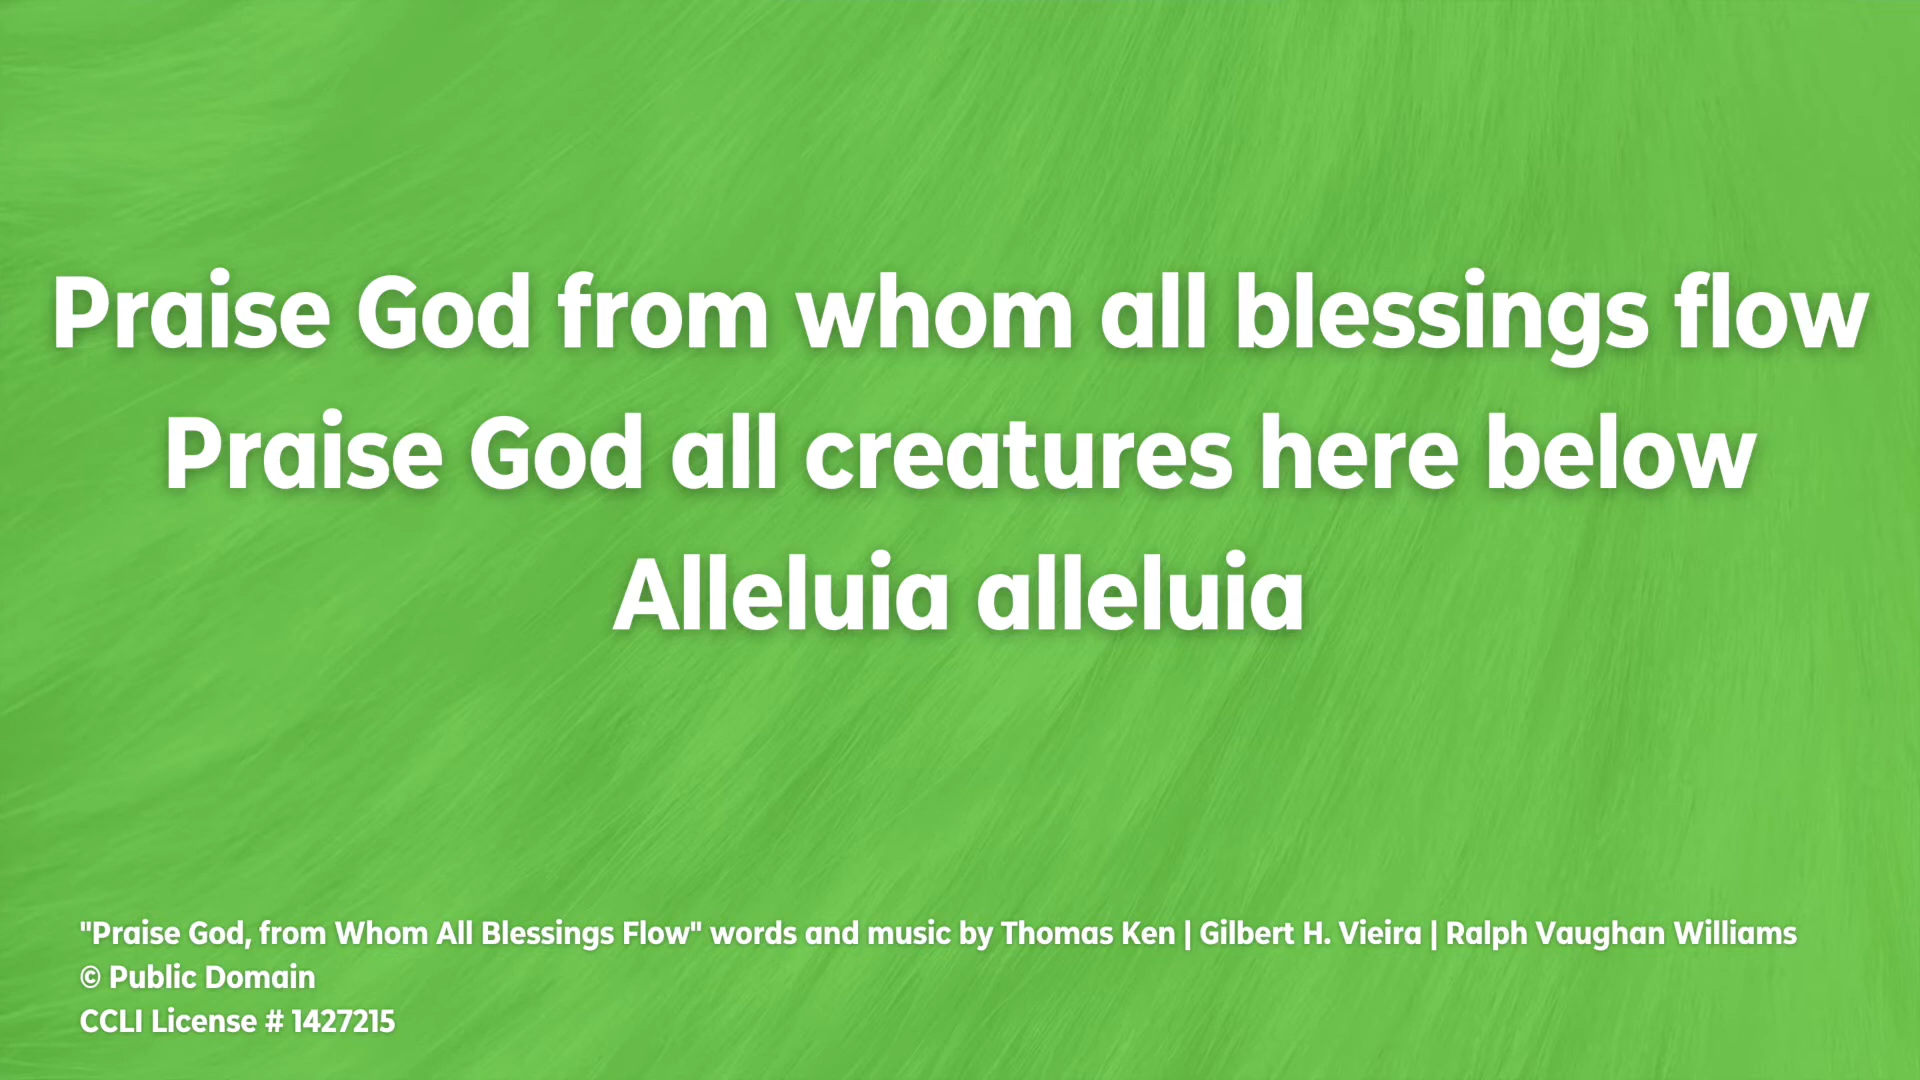 Praise God from whom all blessings flow
Praise God all creatures here below
Alleluia alleluia
"Praise God, from Whom All Blessings Flow" words and music by Thomas Ken | Gilbert H. Vieira | Ralph Vaughan Williams
© Public Domain
CCLI License # 1427215